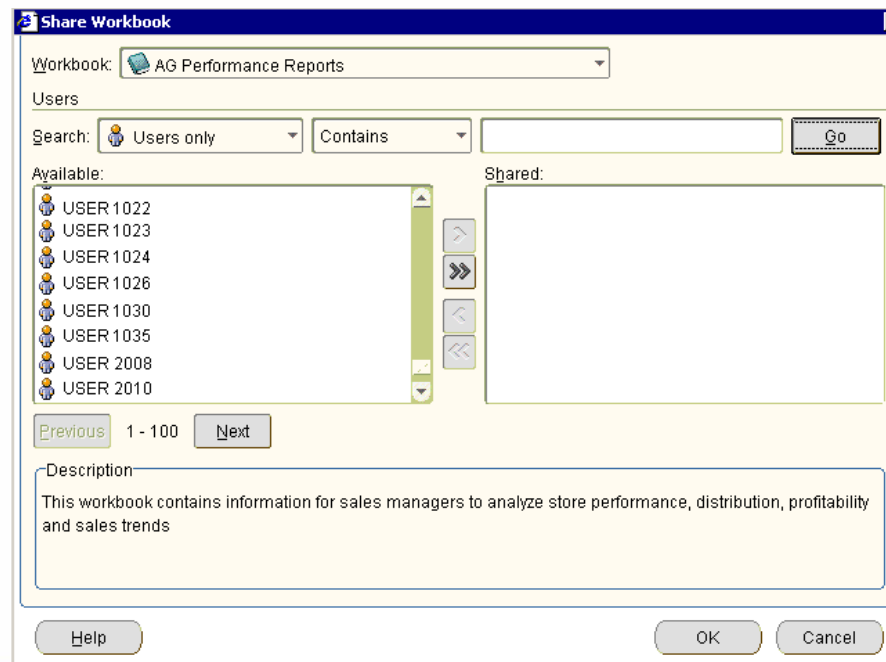 Share Workbook
Workbook: AG Performance Reports
Users
Search: Users only Contains Go
Available: Shared:
USER 1022
USER 1023
USER 1024
USER 1026
USER 1030
USER 1035
USER 2008
USER 2010
Previous 1 - 100 Next
Description
This workbook contains information for sales managers to analyze store performance, distribution, profitability
and sales trends
Help OK Cancel